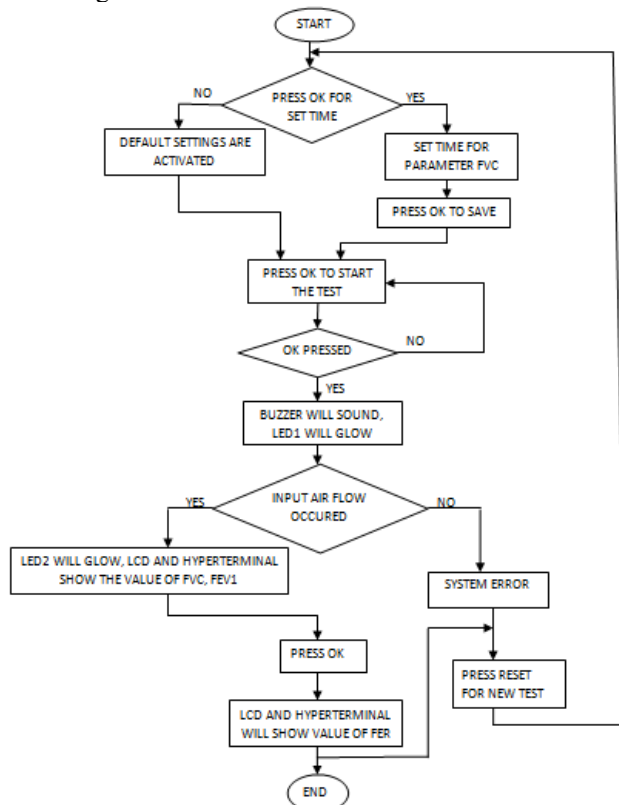 START
PRESS OK FOR
SET TIME
NO
YES
DEFAULT SETTINGS ARE
ACTIVATED
SET TIME FOR
PARAMETER FVC
PRESS OK TO SAVE
PRESS OK TO START
THE TEST
OK PRESSED
NO
YES
BUZZER WILL SOUND,
LED1 WILL GLOW
INPUT AIR FLOW
OCCURED
YES
NO
LED2 WILL GLOW, LCD AND HYPERTERMINAL
SHOW THE VALUE OF FVC, FEV1
SYSTEM ERROR
PRESS OK
PRESS RESET
FOR NEW TEST
LCD AND HYPERTERMINAL
WILL SHOW VALUE OF FER
END